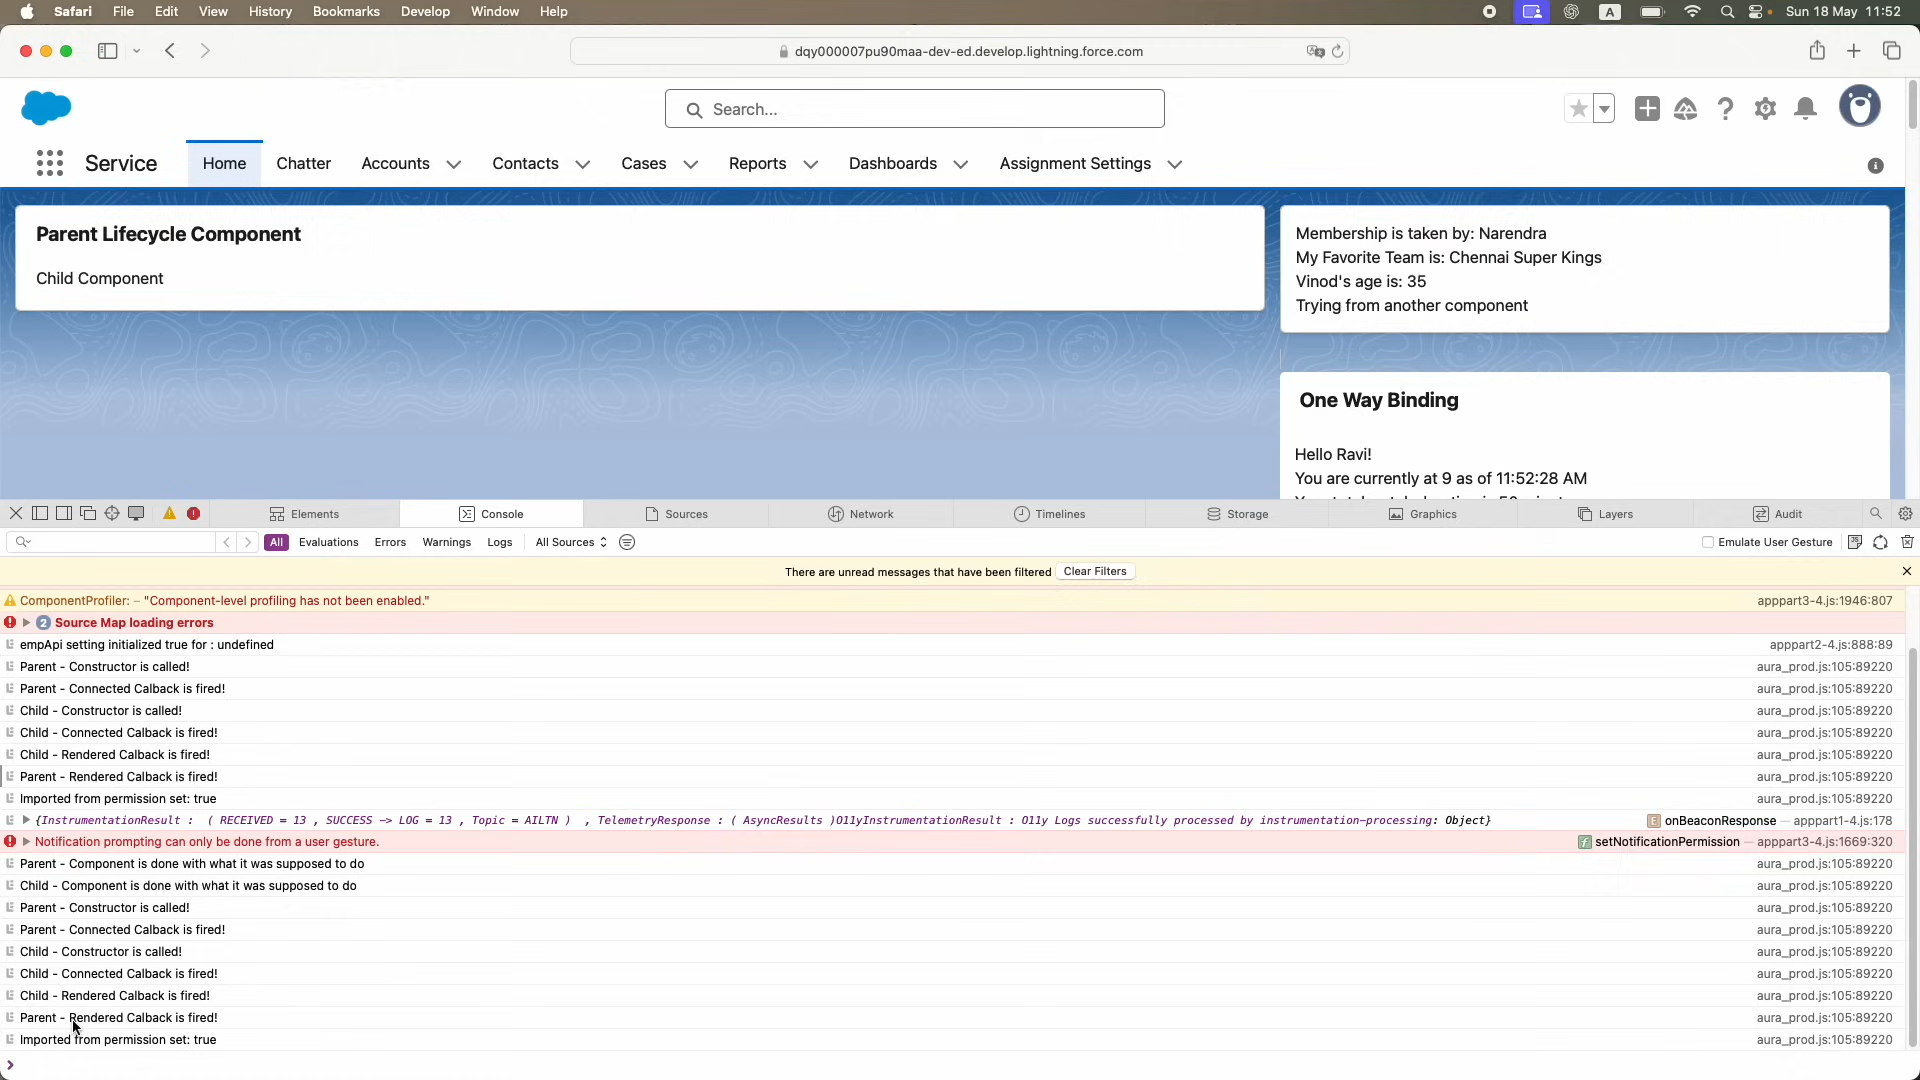 Safari File Edit View History Bookmarks Develop Window Help
A
Sun 18 May 11:52
dqy000007pu90maa-dev-ed.develop.lightning.force.com
Search...
Service Home Chatter Accounts Contacts Cases Reports Dashboards Assignment Settings
Parent Lifecycle Component
Child Component
Membership is taken by: Narendra
My Favorite Team is: Chennai Super Kings
Vinod's age is: 35
Trying from another component
One Way Binding
Hello Ravi!
You are currently at 9 as of 11:52:28 AM
Elements Console Sources Network Timelines Storage Graphics Layers Audit
All Evaluations Errors Warnings Logs All Sources Emulate User Gesture
There are unread messages that have been filtered Clear Filters
ComponentProfiler: – "Component-level profiling has not been enabled." apppart3-4.js:1946:807
2 Source Map loading errors
empApi setting initialized true for : undefined apppart2-4.js:888:89
Parent - Constructor is called! aura_prod.js:105:89220
Parent - Connected Calback is fired! aura_prod.js:105:89220
Child - Constructor is called! aura_prod.js:105:89220
Child - Connected Calback is fired! aura_prod.js:105:89220
Child - Rendered Calback is fired! aura_prod.js:105:89220
Parent - Rendered Calback is fired! aura_prod.js:105:89220
Imported from permission set: true aura_prod.js:105:89220
{InstrumentationResult : ( RECEIVED = 13 , SUCCESS -> LOG = 13 , Topic = AILTN ) , TelemetryResponse : ( AsyncResults )O11yInstrumentationResult : O11y Logs successfully processed by instrumentation-processing: Object} E onBeaconResponse — apppart1-4.js:178
Notification prompting can only be done from a user gesture. f setNotificationPermission — apppart3-4.js:1669:320
Parent - Component is done with what it was supposed to do aura_prod.js:105:89220
Child - Component is done with what it was supposed to do aura_prod.js:105:89220
Parent - Constructor is called! aura_prod.js:105:89220
Parent - Connected Calback is fired! aura_prod.js:105:89220
Child - Constructor is called! aura_prod.js:105:89220
Child - Connected Calback is fired! aura_prod.js:105:89220
Child - Rendered Calback is fired! aura_prod.js:105:89220
Parent - Rendered Calback is fired! aura_prod.js:105:89220
Imported from permission set: true aura_prod.js:105:89220